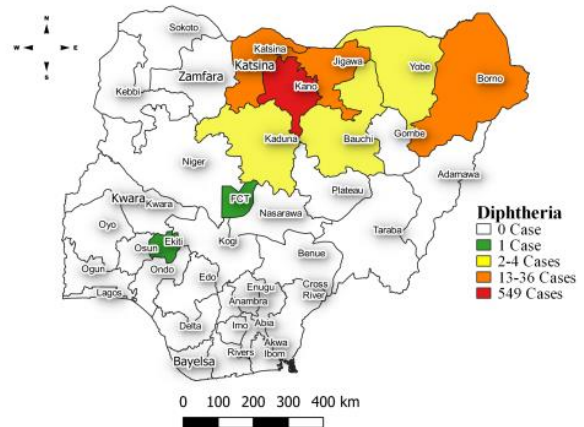 N
W E
S
Sokoto
Katsina
Katsina
Zamfara
Jigawa
Yobe
Borno
Kebbi
Kano
Kaduna
Bauchi
Gombe
Niger
Adamawa
FCT
Plateau
Kwara
Kwara
Nasarawa
Oyo
Taraba
Osun
Ekiti
Kogi
Benue
Ogun
Ondo
Edo
Lagos
Enugu
Anambra
Cross
River
Delta
Imo
Abia
Bayelsa
Rivers
Akwa
Ibom
Diphtheria
0 Case
1 Case
2-4 Cases
13-36 Cases
549 Cases
0 100 200 300 400 km